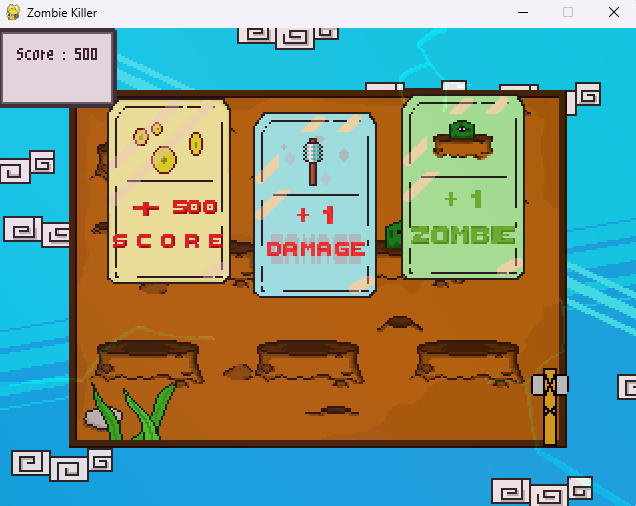 Zombie Killer
Score : 500
+ 500
SCORE
+ 1
DAMAGE
+ 1
ZOMBIE